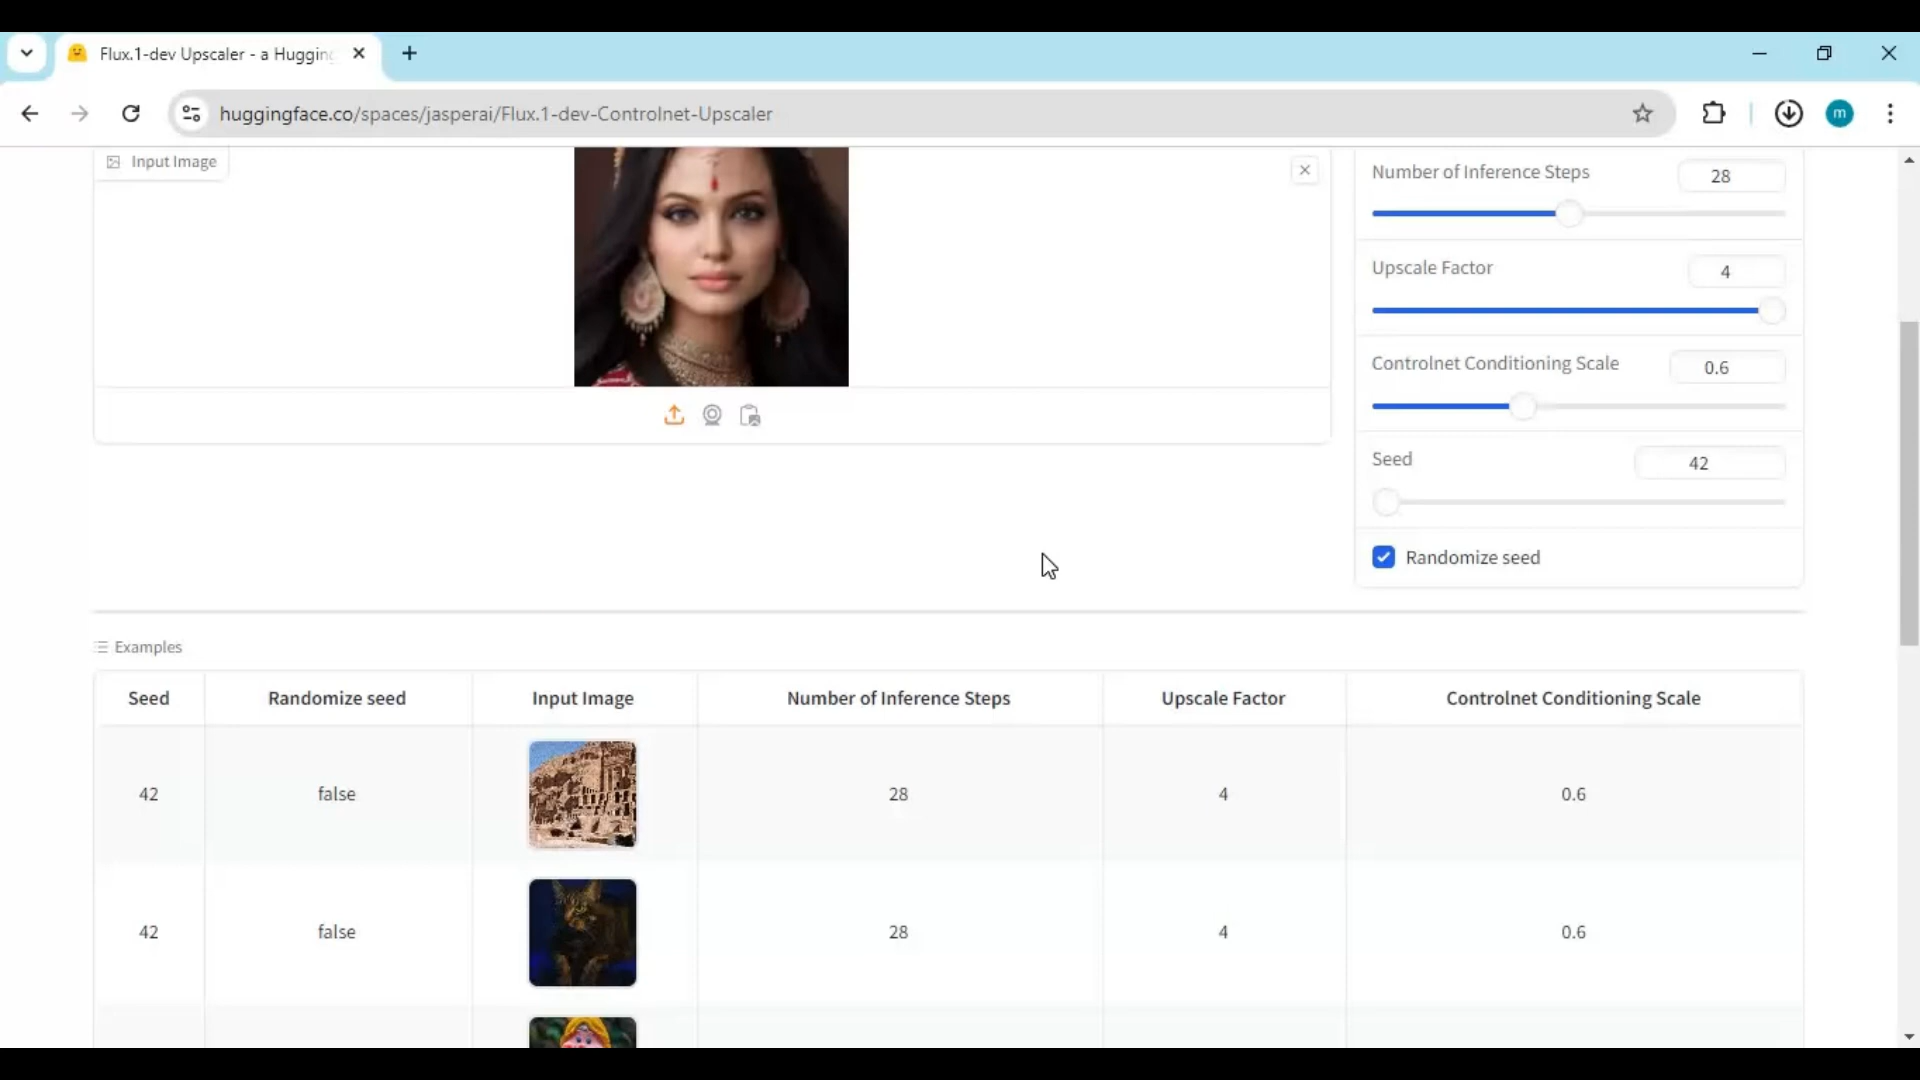 Flux.1-dev Upscaler - a Hugging
huggingface.co/spaces/jasperai/Flux.1-dev-Controlnet-Upscaler
m
Input Image
Number of Inference Steps
28
Upscale Factor
4
Controlnet Conditioning Scale
0.6
Seed
42
Randomize seed
Examples
Seed Randomize seed Input Image Number of Inference Steps Upscale Factor Controlnet Conditioning Scale
42 false 28 4 0.6
42 false 28 4 0.6